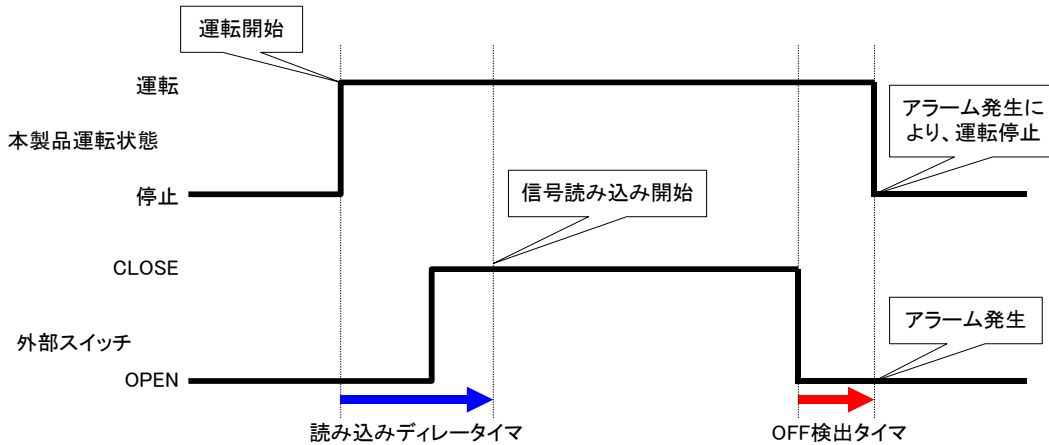 運転開始
運転
本製品運転状態
停止
アラーム発生に
より、運転停止
信号読み込み開始
CLOSE
外部スイッチ
OPEN
アラーム発生
読み込みディレータイマ
OFF検出タイマ